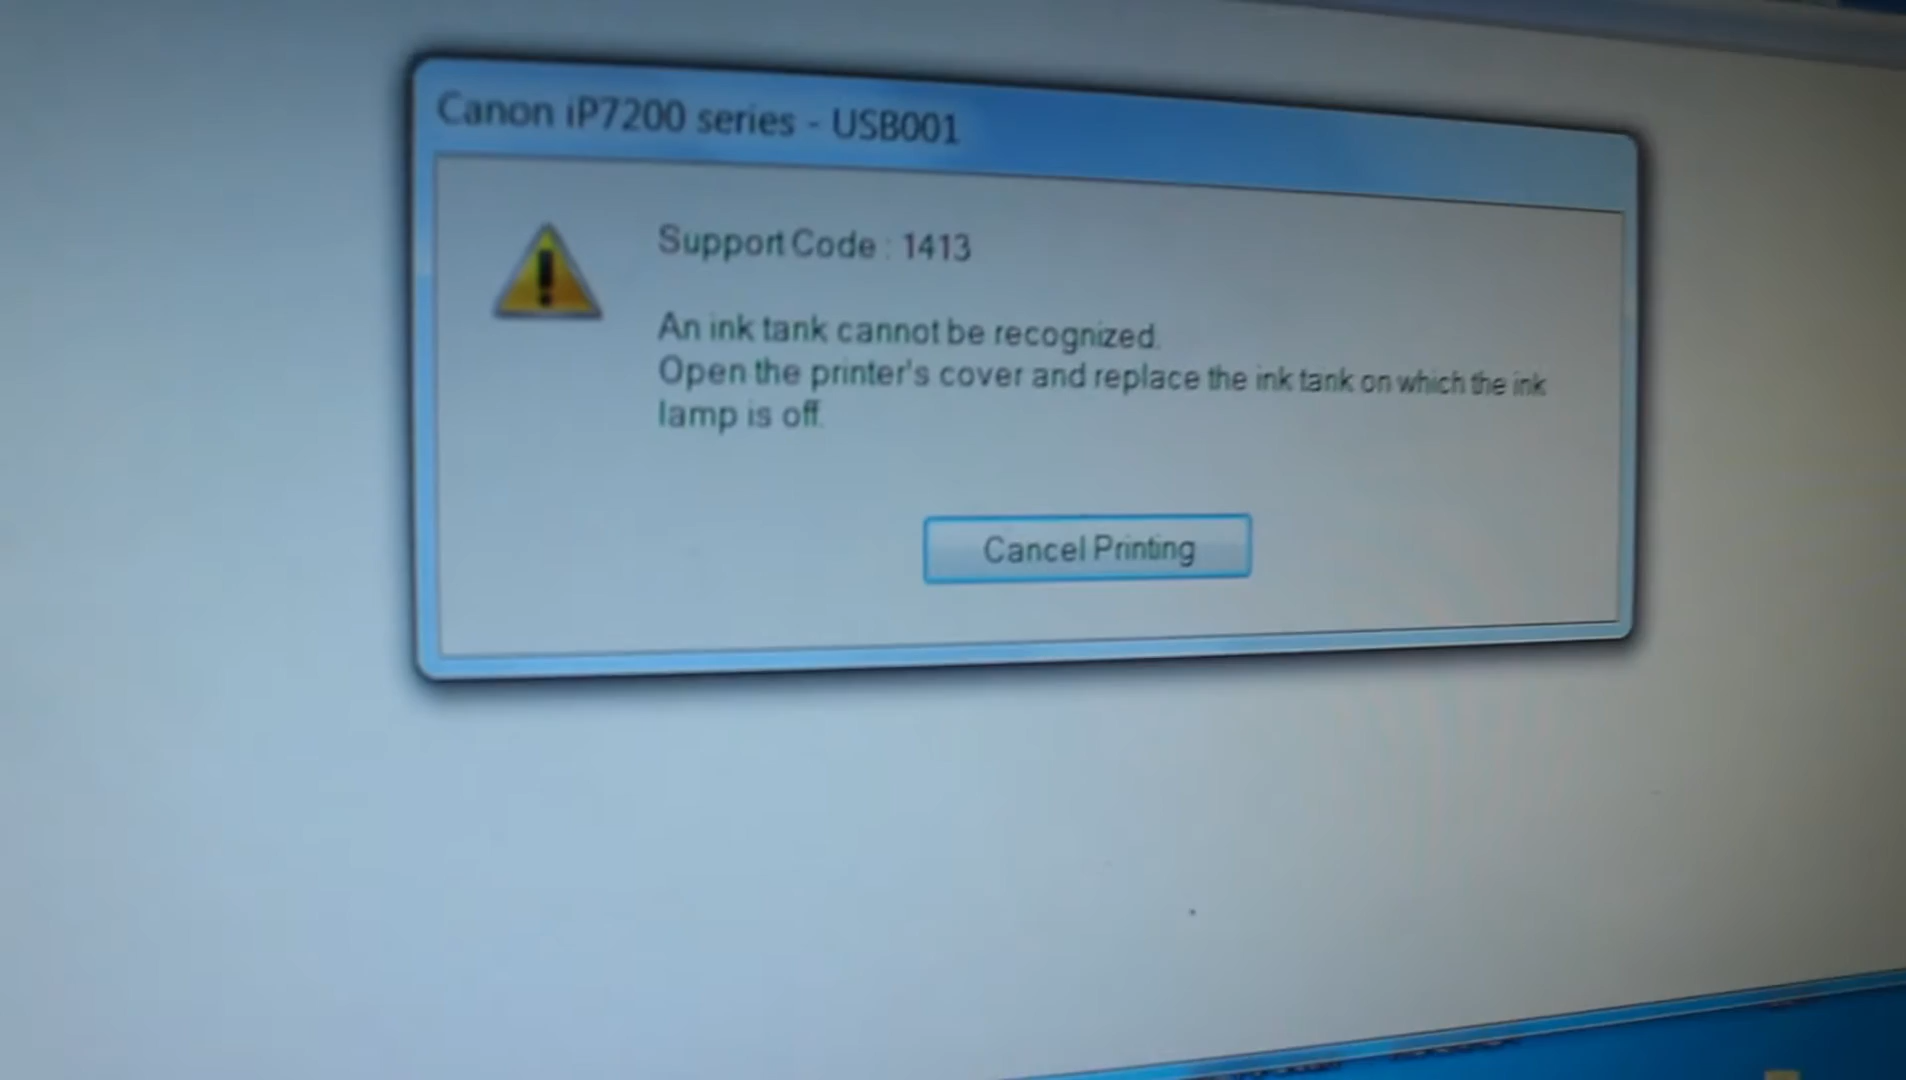 Canon iP7200 series - USB001
Support Code : 1413
An ink tank cannot be recognized.
Open the printer's cover and replace the ink tank on which the ink
lamp is off.
Cancel Printing